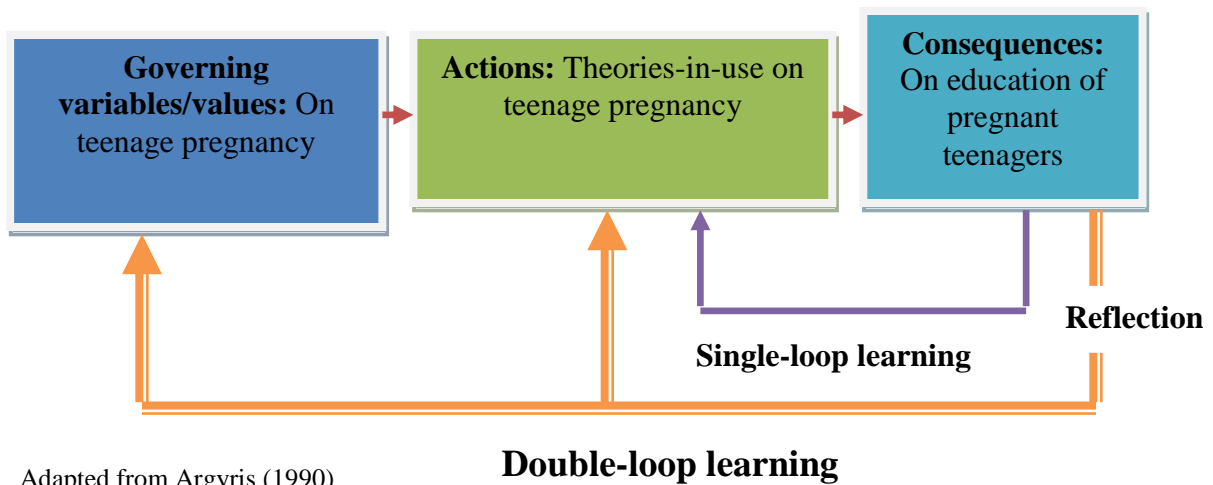 Governing
variables/values: On
teenage pregnancy
Actions: Theories-in-use on
teenage pregnancy
Consequences:
On education of
pregnant
teenagers
Reflection
Single-loop learning
Double-loop learning
Adapted from Argyris (1990)